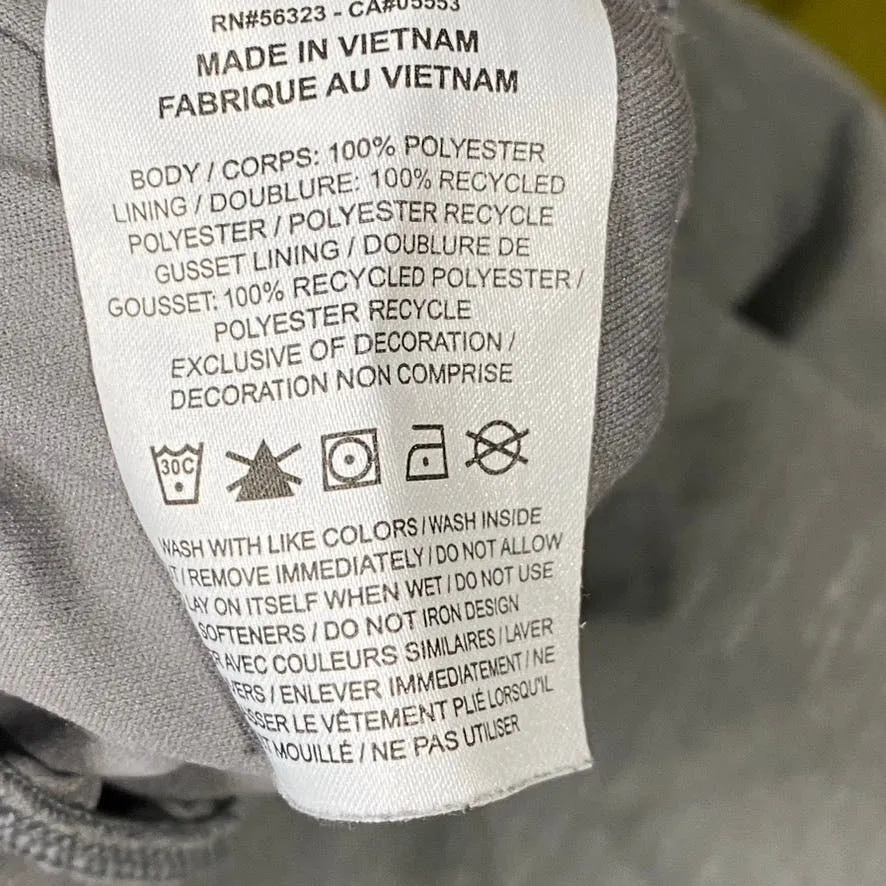 RN#56323 - CA#05553
MADE IN VIETNAM
FABRIQUE AU VIETNAM
BODY / CORPS: 100% POLYESTER
LINING / DOUBLURE: 100% RECYCLED
POLYESTER / POLYESTER RECYCLE
GUSSET LINING / DOUBLURE DE
GOUSSET: 100% RECYCLED POLYESTER /
POLYESTER RECYCLE
EXCLUSIVE OF DECORATION /
DECORATION NON COMPRISE
30C
WASH WITH LIKE COLORS / WASH INSIDE
/ REMOVE IMMEDIATELY / DO NOT ALLOW
ON ITSELF WHEN WET / DO NOT USE
SOFTENERS / DO NOT IRON DESIGN
AVEC COULEURS SIMILAIRES / LAVER
/ ENLEVER IMMEDIATEMENT / NE
LE VÊTEMENT PLIÉ LORSQU'IL
MOUILLÉ / NE PAS UTILISER